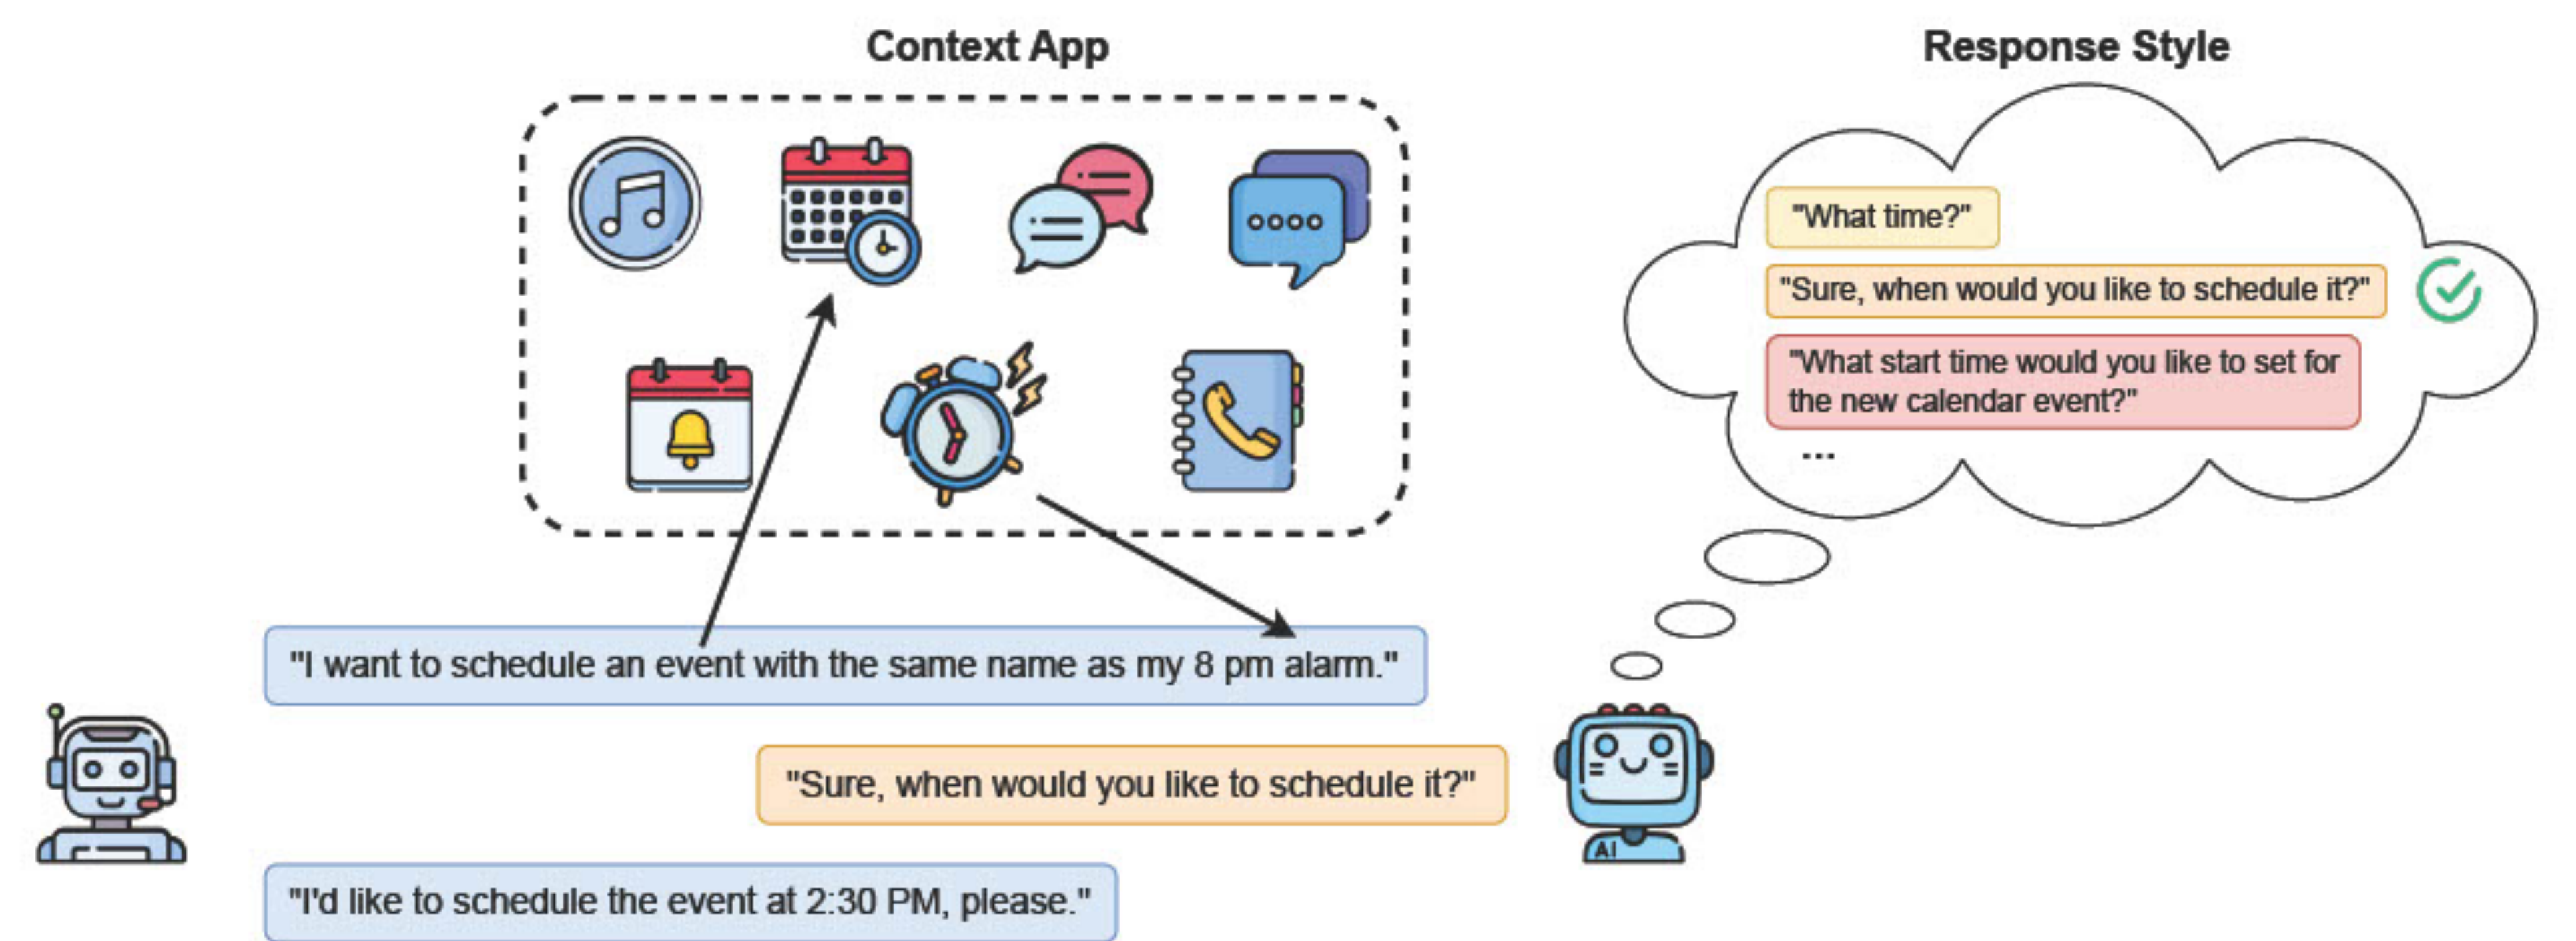 Context App
Response Style
"What time?"
"Sure, when would you like to schedule it?"
"What start time would you like to set for
the new calendar event?"
...
"I want to schedule an event with the same name as my 8 pm alarm."
"Sure, when would you like to schedule it?"
AI
"I'd like to schedule the event at 2:30 PM, please."